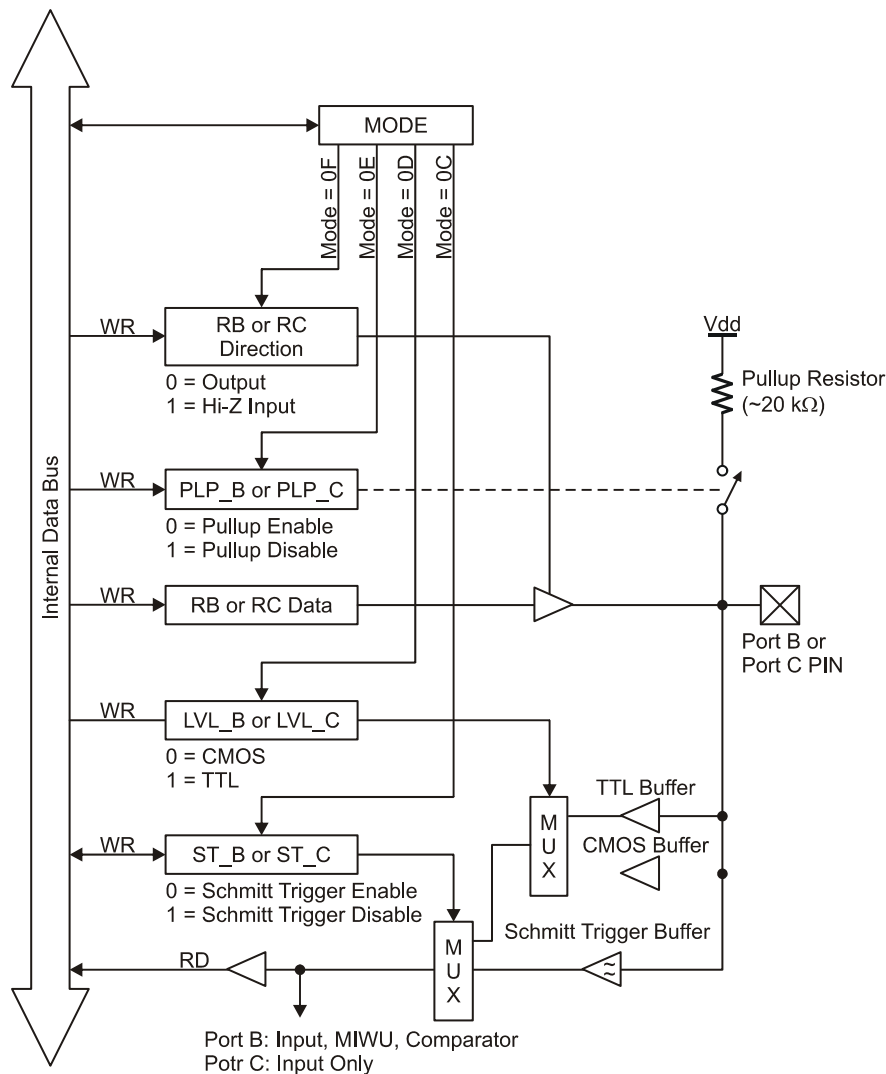 MODE
Mode = 0F
Mode = 0E
Mode = 0D
Mode = 0C
Internal Data Bus
WR
RB or RC
Direction
0 = Output
1 = Hi-Z Input
Vdd
Pullup Resistor
(~20 kΩ)
WR
PLP_B or PLP_C
0 = Pullup Enable
1 = Pullup Disable
WR
RB or RC Data
Port B or
Port C PIN
WR
LVL_B or LVL_C
0 = CMOS
1 = TTL
TTL Buffer
MUX
CMOS Buffer
WR
ST_B or ST_C
0 = Schmitt Trigger Enable
1 = Schmitt Trigger Disable
Schmitt Trigger Buffer
MUX
RD
Port B: Input, MIWU, Comparator
Potr C: Input Only